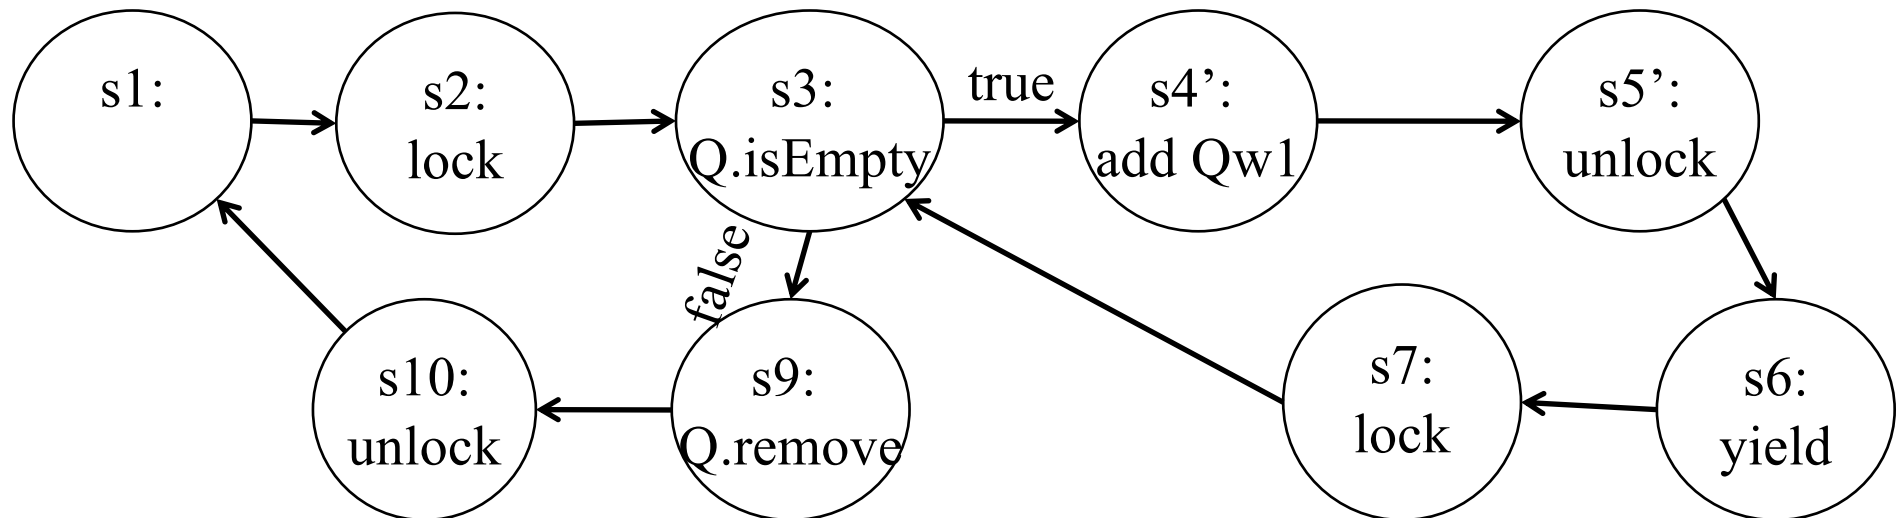 s1:
s2:
lock
s3:
Q.isEmpty
true
s4’:
add Qw1
s5’:
unlock
false
s10:
unlock
s9:
Q.remove
s7:
lock
s6:
yield